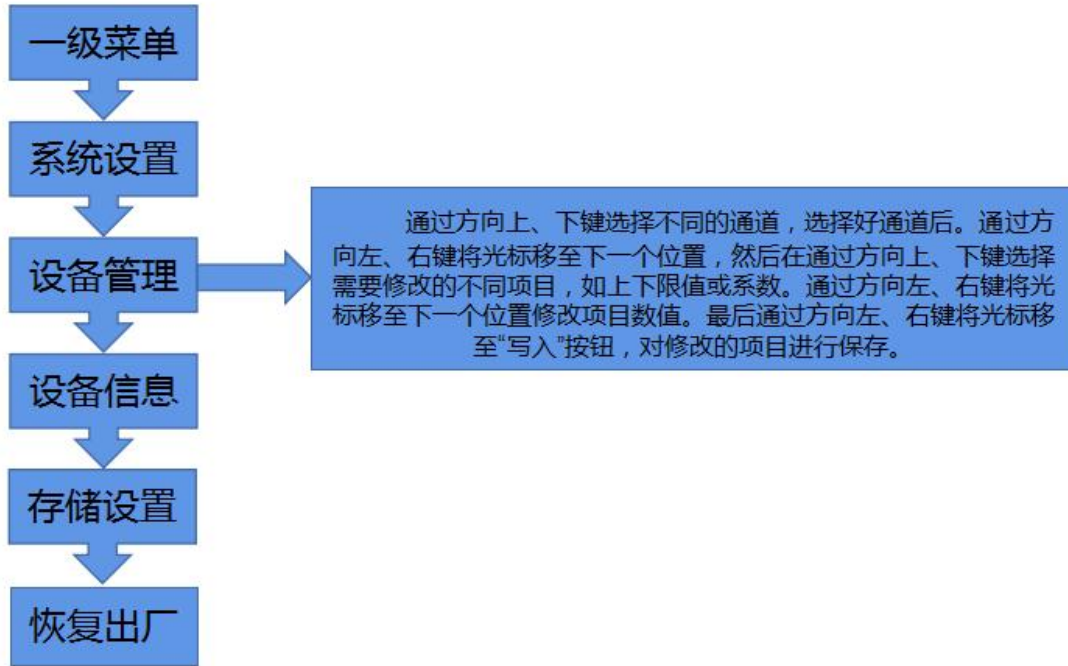 一级菜单
系统设置
设备管理
通过方向上、下键选择不同的通道，选择好通道后。通过方
向左、右键将光标移至下一个位置，然后在通过方向上、下键选择
需要修改的不同项目，如上下限值或系数。通过方向左、右键将光
标移至下一个位置修改项目数值。最后通过方向左、右键将光标移
至“写入”按钮，对修改的项目进行保存。
设备信息
存储设置
恢复出厂